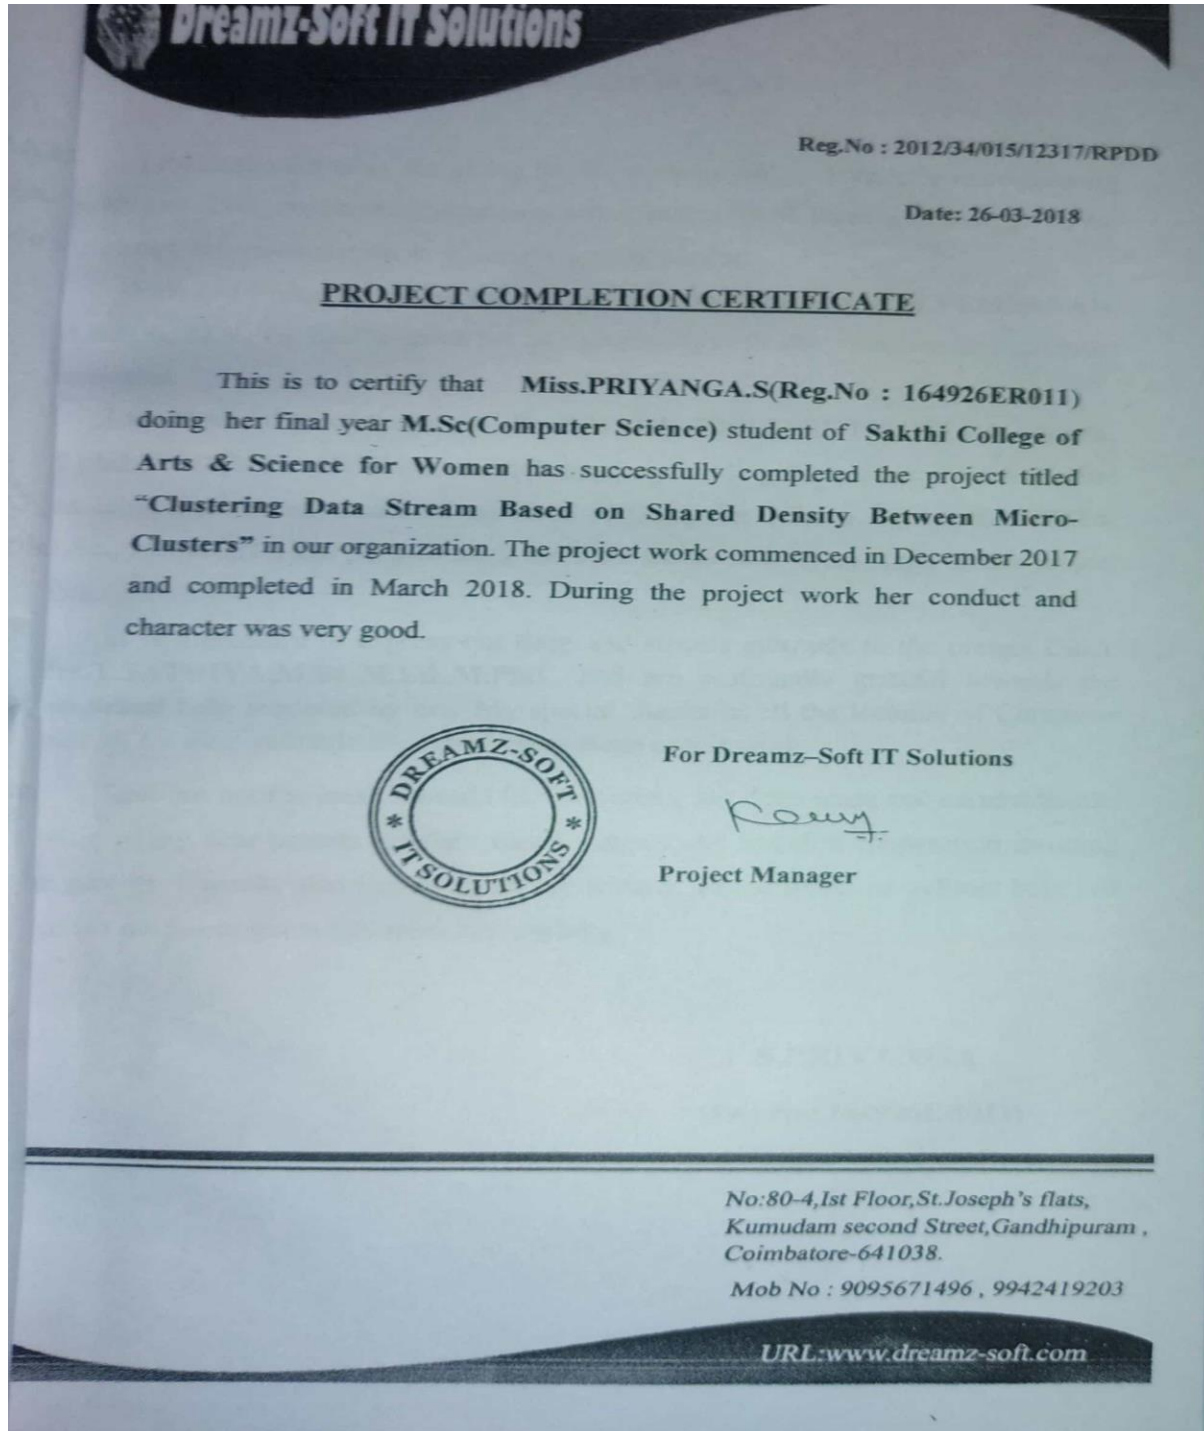 Dreamz-Soft IT Solutions
Reg.No : 2012/34/015/12317/RPDD
Date: 26-03-2018
PROJECT COMPLETION CERTIFICATE
This is to certify that Miss.PRIYANGA.S(Reg.No : 164926ER011)
doing her final year M.Sc(Computer Science) student of Sakthi College of
Arts & Science for Women has successfully completed the project titled
“Clustering Data Stream Based on Shared Density Between Micro-
Clusters” in our organization. The project work commenced in December 2017
and completed in March 2018. During the project work her conduct and
character was very good.
* DREAMZ-SOFT *
IT SOLUTIONS
For Dreamz–Soft IT Solutions
Project Manager
No:80-4,Ist Floor,St.Joseph’s flats,
Kumudam second Street,Gandhipuram ,
Coimbatore-641038.
Mob No : 9095671496 , 9942419203
URL:www.dreamz-soft.com